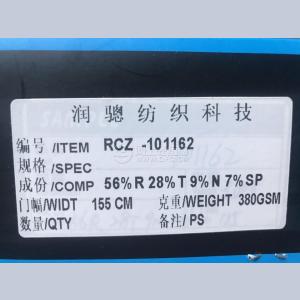 润骢纺织科技
编号/ITEM RCZ -101162
规格/SPEC
成份/COMP 56%R 28%T 9%N 7%SP
门幅/WIDT 155 CM 克重/WEIGHT 380GSM
数量/QTY 备注/PS